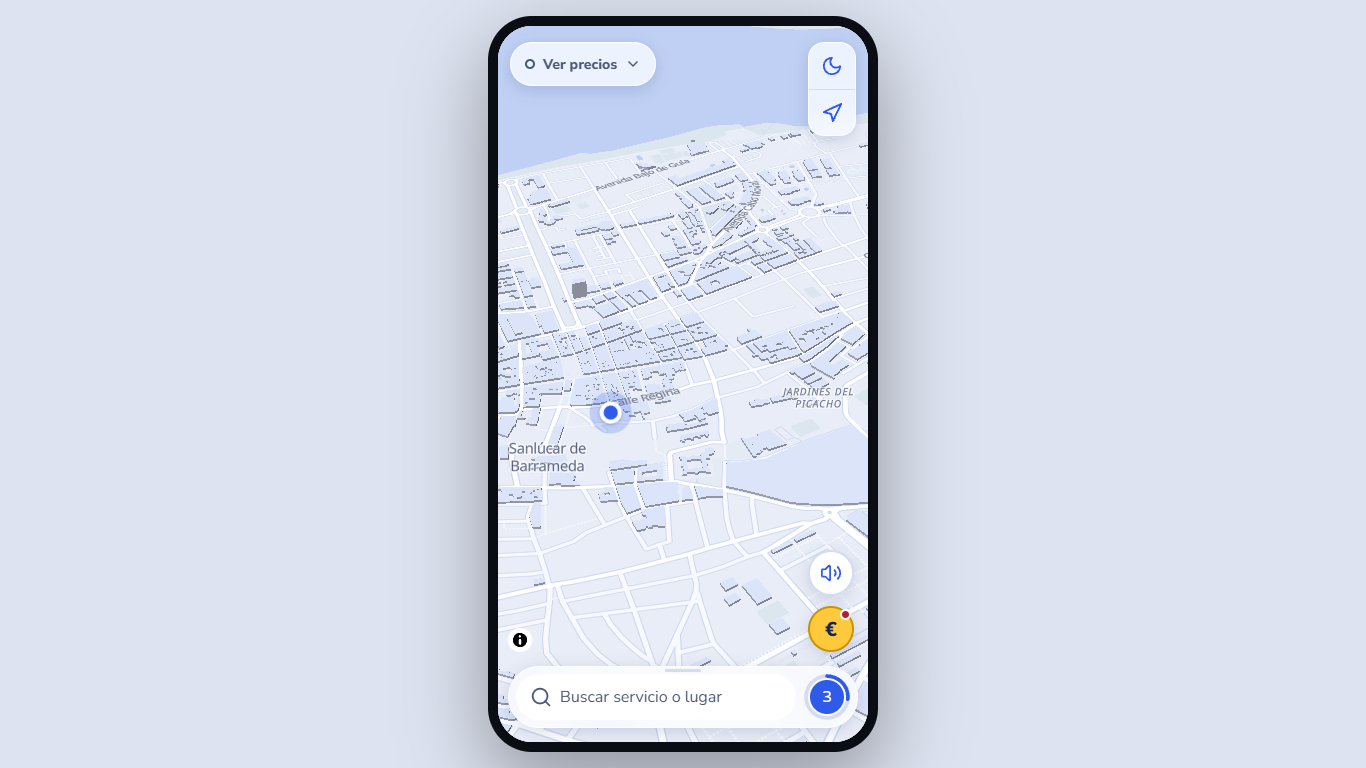 Ver precios
Avenida Bajo de Guía
Calle Regina
JARDINES DEL
PICACHO
Sanlúcar de
Barrameda
€
Buscar servicio o lugar
3